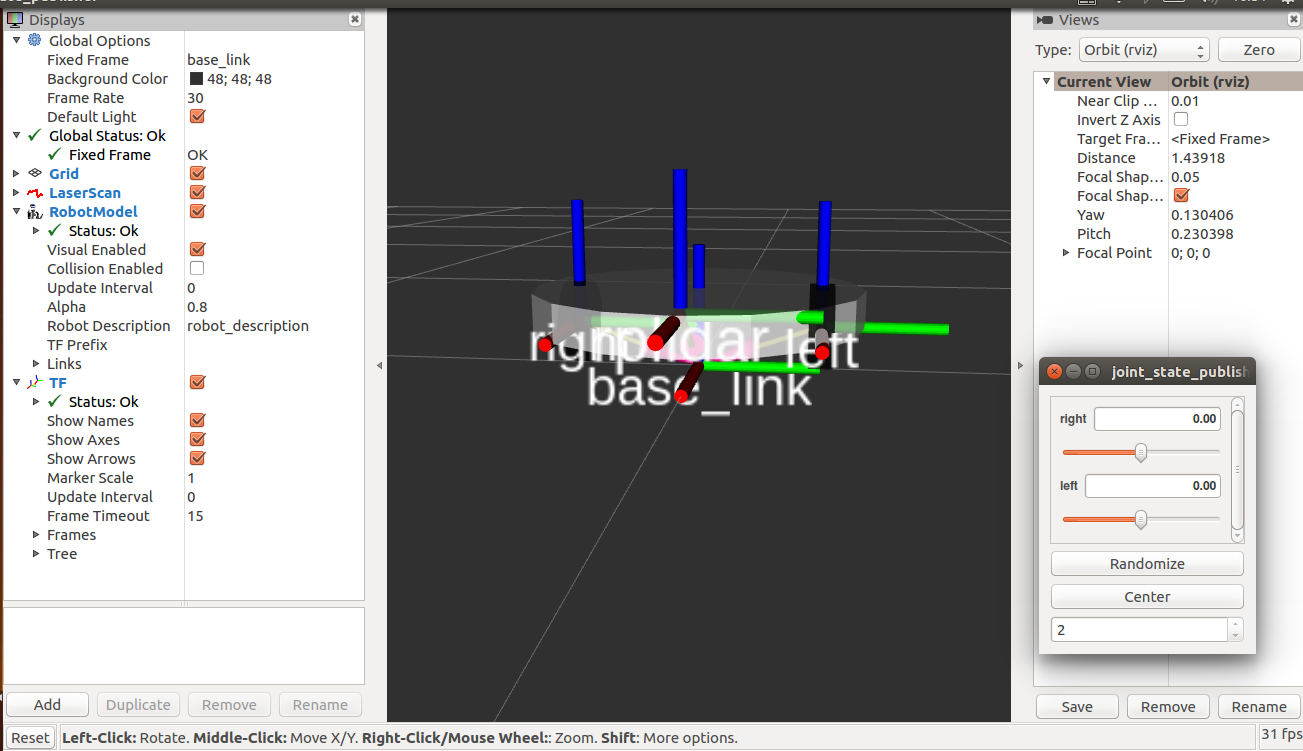 Displays
Global Options
Fixed Frame base_link
Background Color 48; 48; 48
Frame Rate 30
Default Light
Global Status: Ok
Fixed Frame OK
Grid
LaserScan
RobotModel
Status: Ok
Visual Enabled
Collision Enabled
Update Interval 0
Alpha 0.8
Robot Description robot_description
TF Prefix
Links
TF
Status: Ok
Show Names
Show Axes
Show Arrows
Marker Scale 1
Update Interval 0
Frame Timeout 15
Frames
Tree
Add Duplicate Remove Rename
left
base_link
Views
Type: Orbit (rviz) Zero
Current View Orbit (rviz)
Near Clip ... 0.01
Invert Z Axis
Target Fra... <Fixed Frame>
Distance 1.43918
Focal Shap... 0.05
Focal Shap...
Yaw 0.130406
Pitch 0.230398
Focal Point 0; 0; 0
joint_state_publish
right 0.00
left 0.00
Randomize
Center
2
Save Remove Rename
Reset Left-Click: Rotate. Middle-Click: Move X/Y. Right-Click/Mouse Wheel:: Zoom. Shift: More options. 31 fps